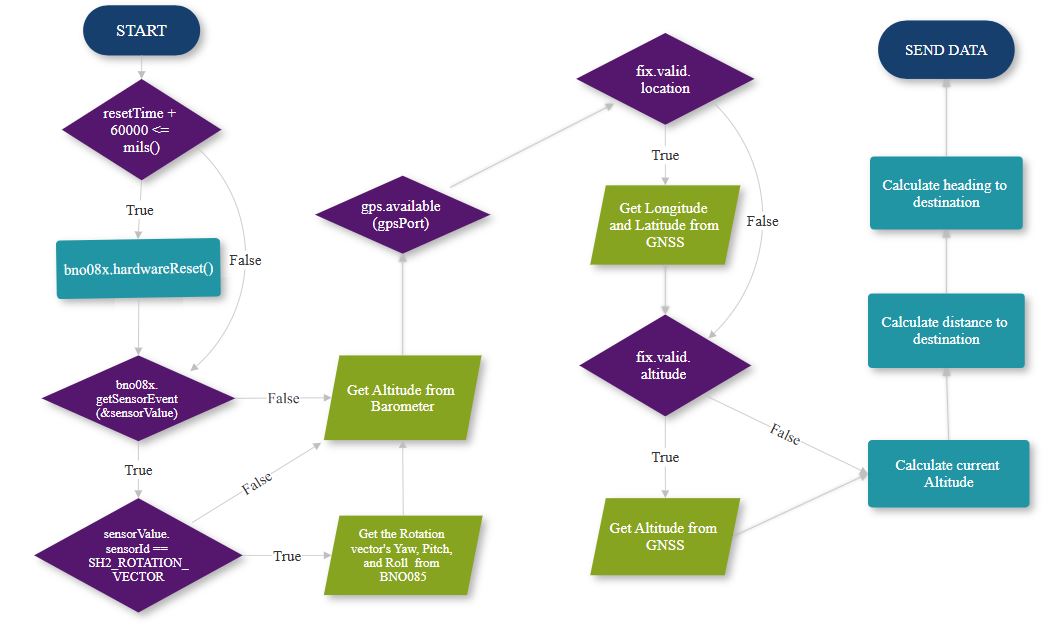 START
resetTime +
60000 <=
mils()
True
False
bno08x.hardwareReset()
bno08x.
getSensorEvent
(&sensorValue)
False
True
sensorValue.
sensorId ==
SH2_ROTATION_
VECTOR
False
True
Get the Rotation
vector's Yaw, Pitch,
and Roll from
BNO085
Get Altitude from
Barometer
gps.available
(gpsPort)
fix.valid.
location
True
False
Get Longitude
and Latitude from
GNSS
fix.valid.
altitude
True
False
Get Altitude from
GNSS
Calculate current
Altitude
Calculate distance to
destination
Calculate heading to
destination
SEND DATA